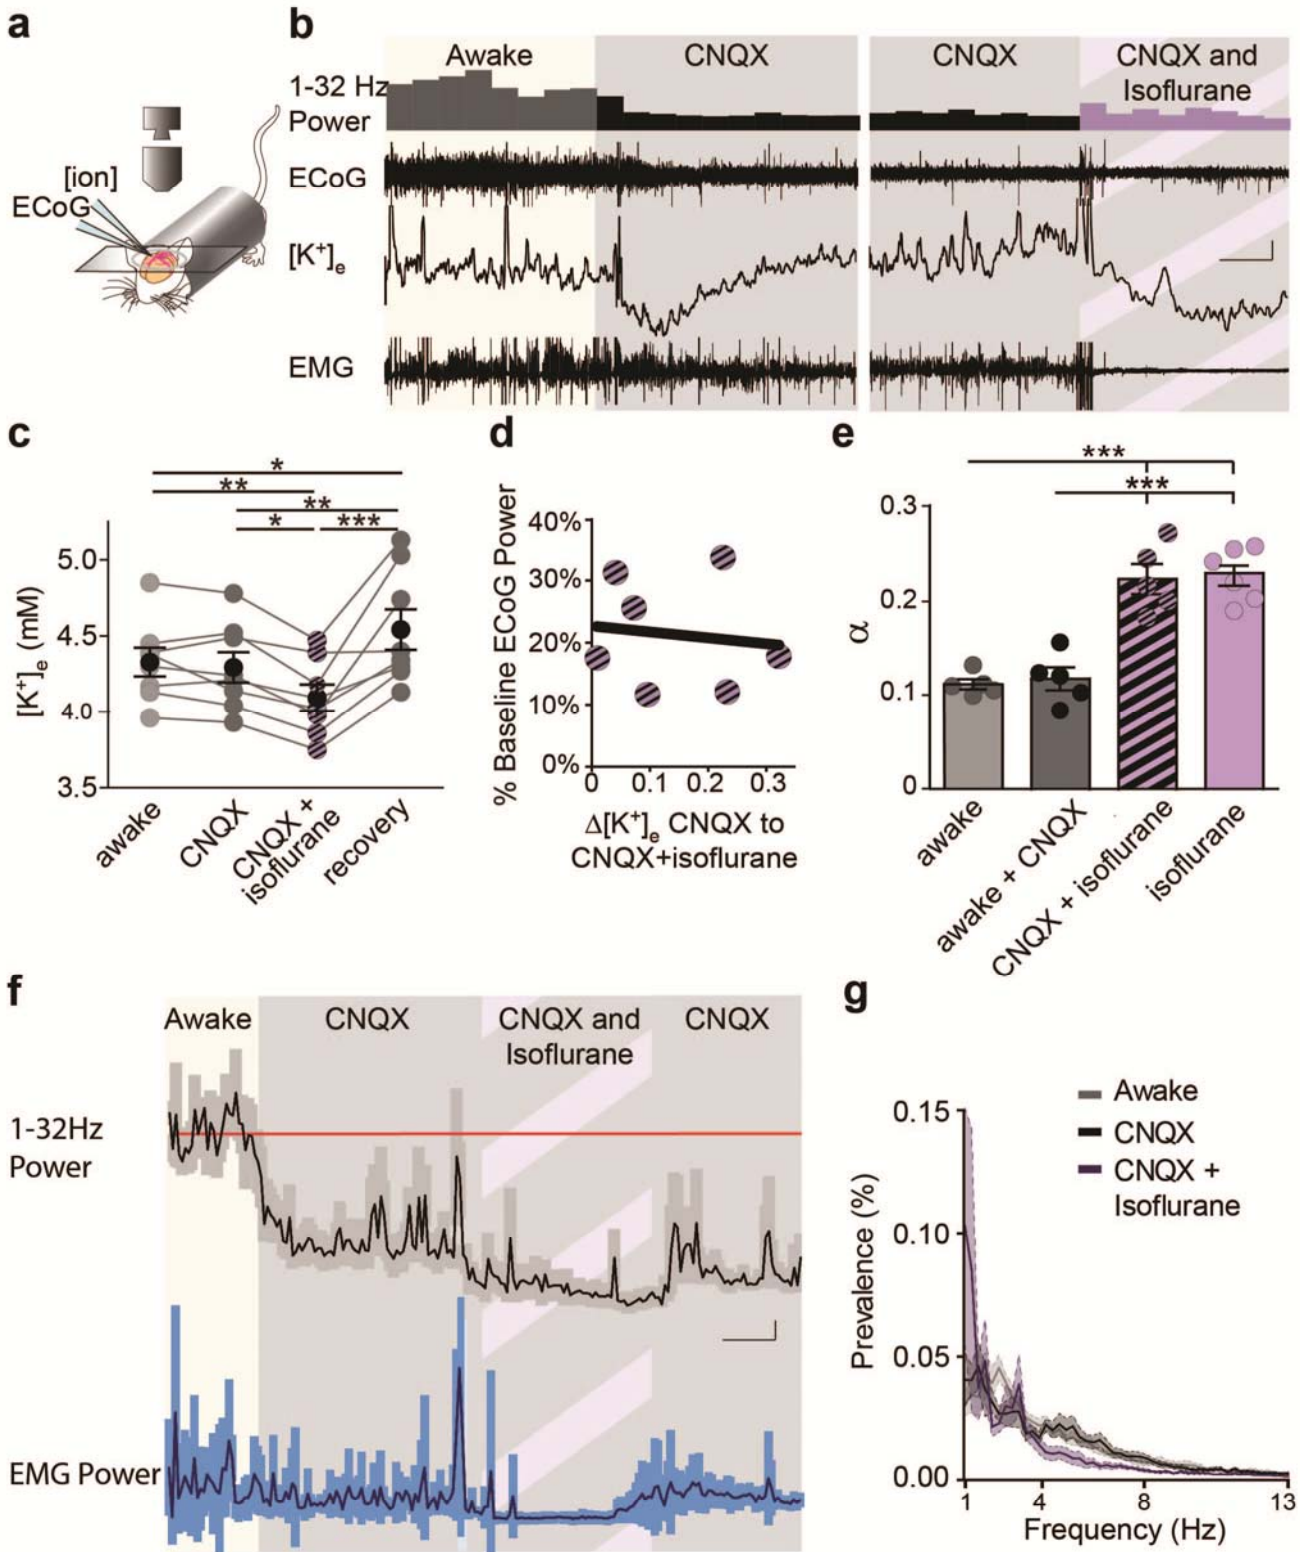 a
[ion]
ECoG
b
Awake
CNQX
CNQX
CNQX and
Isoflurane
1-32 Hz
Power
ECoG
[K⁺]ₑ
EMG
c
*
**
**
* ***
[K⁺]ₑ (mM)
5.0
4.5
4.0
3.5
awake
CNQX
CNQX +
isoflurane
recovery
d
% Baseline ECoG Power
40%
30%
20%
10%
0%
0 0.1 0.2 0.3
Δ[K⁺]ₑ CNQX to
CNQX+isoflurane
e
***
***
α
0.3
0.2
0.1
0
awake
awake + CNQX
CNQX + isoflurane
isoflurane
f
Awake
CNQX
CNQX and
Isoflurane
CNQX
1-32Hz
Power
EMG Power
g
Awake
CNQX
CNQX +
Isoflurane
Prevalence (%)
0.15
0.10
0.05
0.00
1 4 8 13
Frequency (Hz)